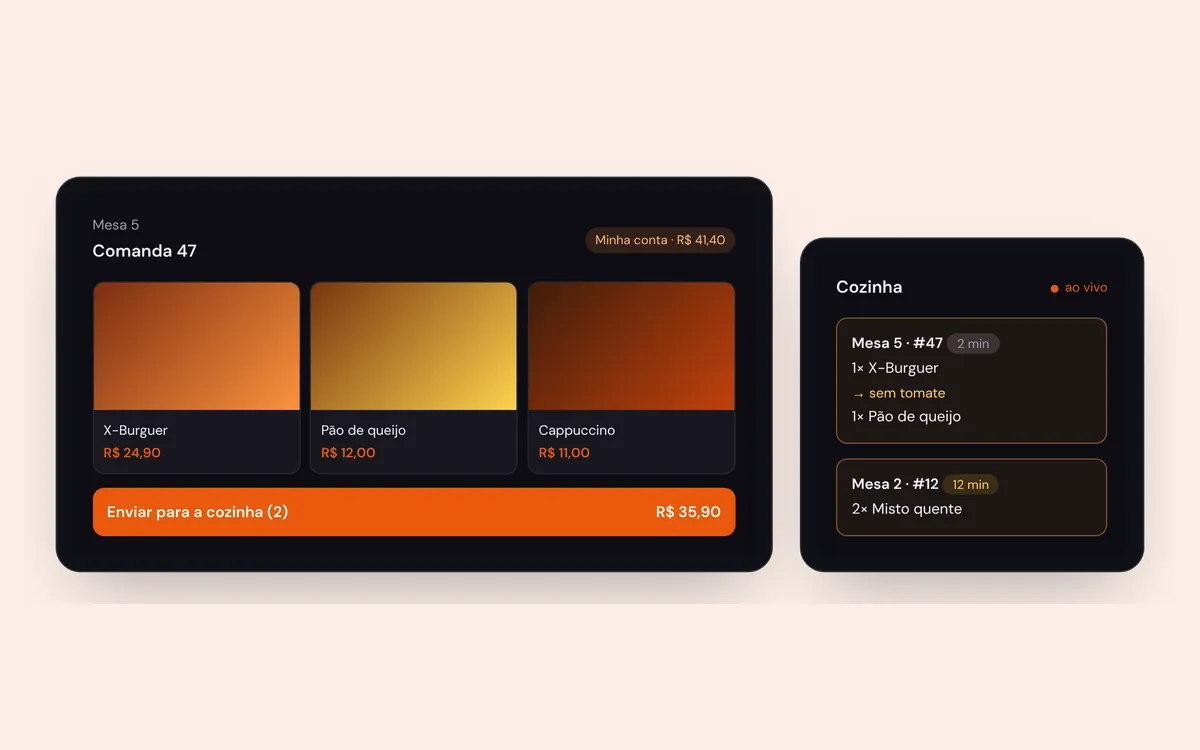 Mesa 5
Comanda 47
Minha conta · R$ 41,40
X-Burguer
R$ 24,90
Pão de queijo
R$ 12,00
Cappuccino
R$ 11,00
Enviar para a cozinha (2)
R$ 35,90
Cozinha
ao vivo
Mesa 5 · #47 2 min
1× X-Burguer
→ sem tomate
1× Pão de queijo
Mesa 2 · #12 12 min
2× Misto quente